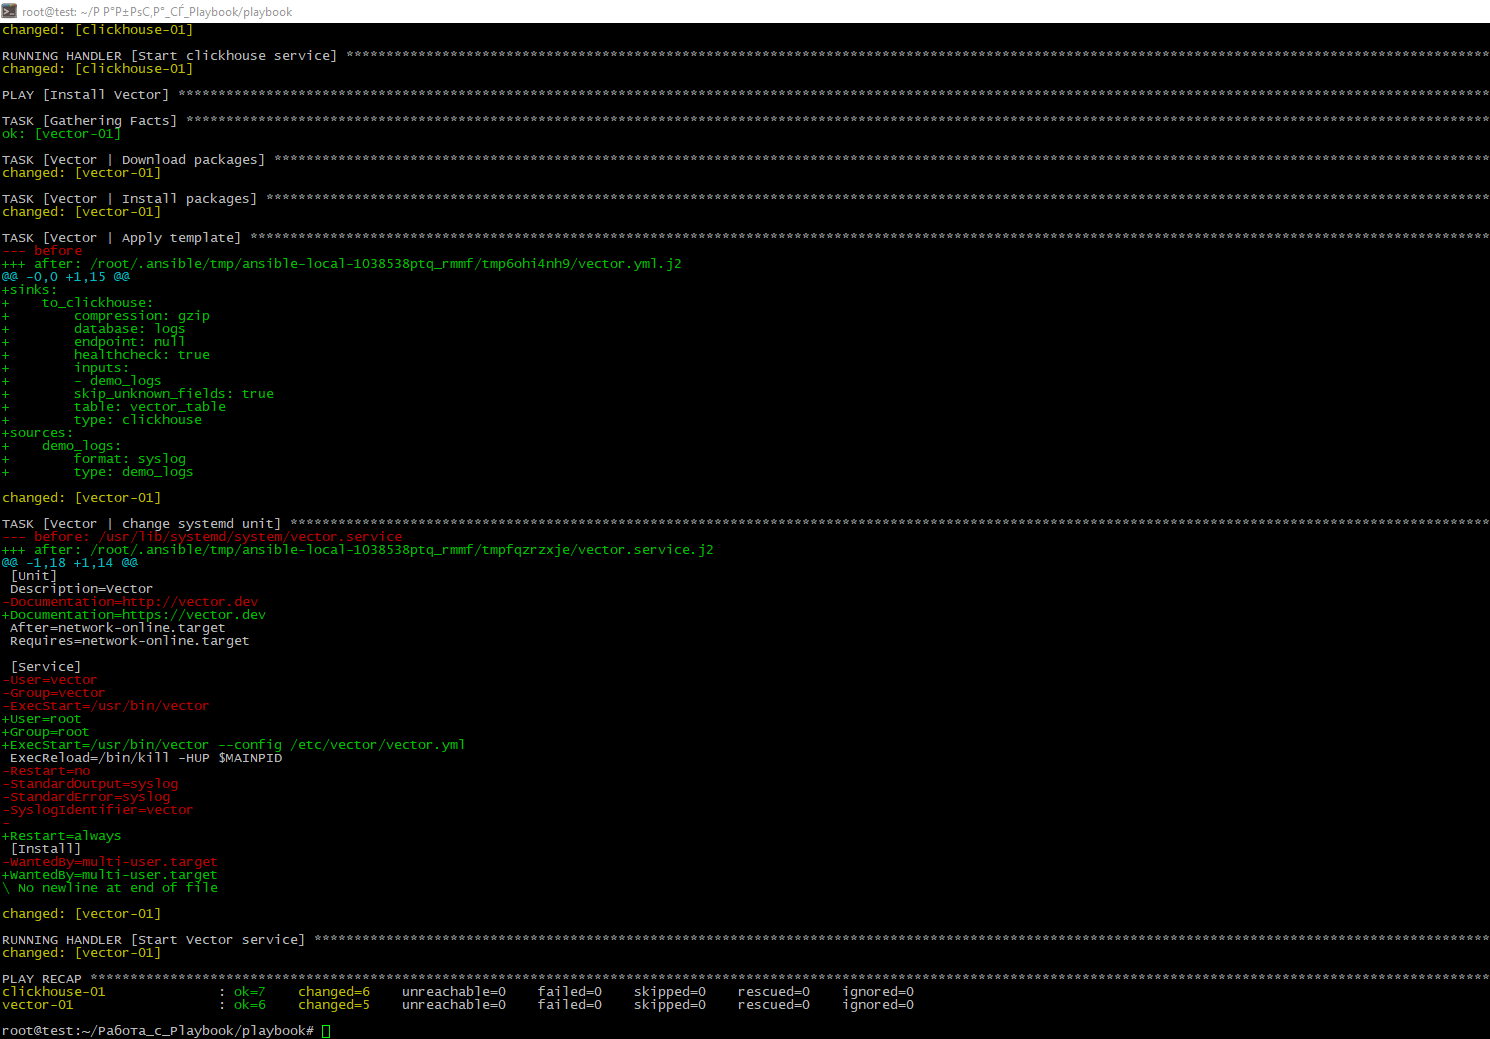 root@test: ~/Р Р°Р±РѕС‚Р°_СЃ_Playbook/playbook
changed: [clickhouse-01]
RUNNING HANDLER [Start clickhouse service] ****************************************************************************************************************************************
changed: [clickhouse-01]
PLAY [Install Vector] ****************************************************************************************************************************************
TASK [Gathering Facts] ****************************************************************************************************************************************
ok: [vector-01]
TASK [Vector | Download packages] ****************************************************************************************************************************************
changed: [vector-01]
TASK [Vector | Install packages] ****************************************************************************************************************************************
changed: [vector-01]
TASK [Vector | Apply template] ****************************************************************************************************************************************
--- before
+++ after: /root/.ansible/tmp/ansible-local-1038538ptq_rmmf/tmp6ohi4nh9/vector.yml.j2
@@ -0,0 +1,15 @@
+sinks:
+    to_clickhouse:
+        compression: gzip
+        database: logs
+        endpoint: null
+        healthcheck: true
+        inputs:
+        - demo_logs
+        skip_unknown_fields: true
+        table: vector_table
+        type: clickhouse
+sources:
+    demo_logs:
+        format: syslog
+        type: demo_logs
changed: [vector-01]
TASK [Vector | change systemd unit] ****************************************************************************************************************************************
--- before: /usr/lib/systemd/system/vector.service
+++ after: /root/.ansible/tmp/ansible-local-1038538ptq_rmmf/tmpfqzrzxje/vector.service.j2
@@ -1,18 +1,14 @@
 [Unit]
 Description=Vector
-Documentation=http://vector.dev
+Documentation=https://vector.dev
 After=network-online.target
 Requires=network-online.target
 [Service]
-User=vector
-Group=vector
-ExecStart=/usr/bin/vector
+User=root
+Group=root
+ExecStart=/usr/bin/vector --config /etc/vector/vector.yml
 ExecReload=/bin/kill -HUP $MAINPID
-Restart=no
-StandardOutput=syslog
-StandardError=syslog
-SyslogIdentifier=vector
-
+Restart=always
 [Install]
-WantedBy=multi-user.target
+WantedBy=multi-user.target
\ No newline at end of file
changed: [vector-01]
RUNNING HANDLER [Start Vector service] ****************************************************************************************************************************************
changed: [vector-01]
PLAY RECAP ****************************************************************************************************************************************
clickhouse-01              : ok=7    changed=6    unreachable=0    failed=0    skipped=0    rescued=0    ignored=0
vector-01                  : ok=6    changed=5    unreachable=0    failed=0    skipped=0    rescued=0    ignored=0
root@test:~/Работа_с_Playbook/playbook#